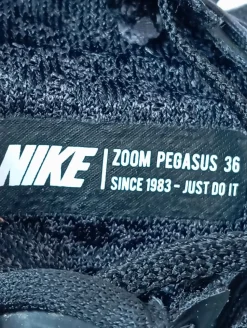 NIKE
ZOOM PEGASUS 36
SINCE 1983 - JUST DO IT